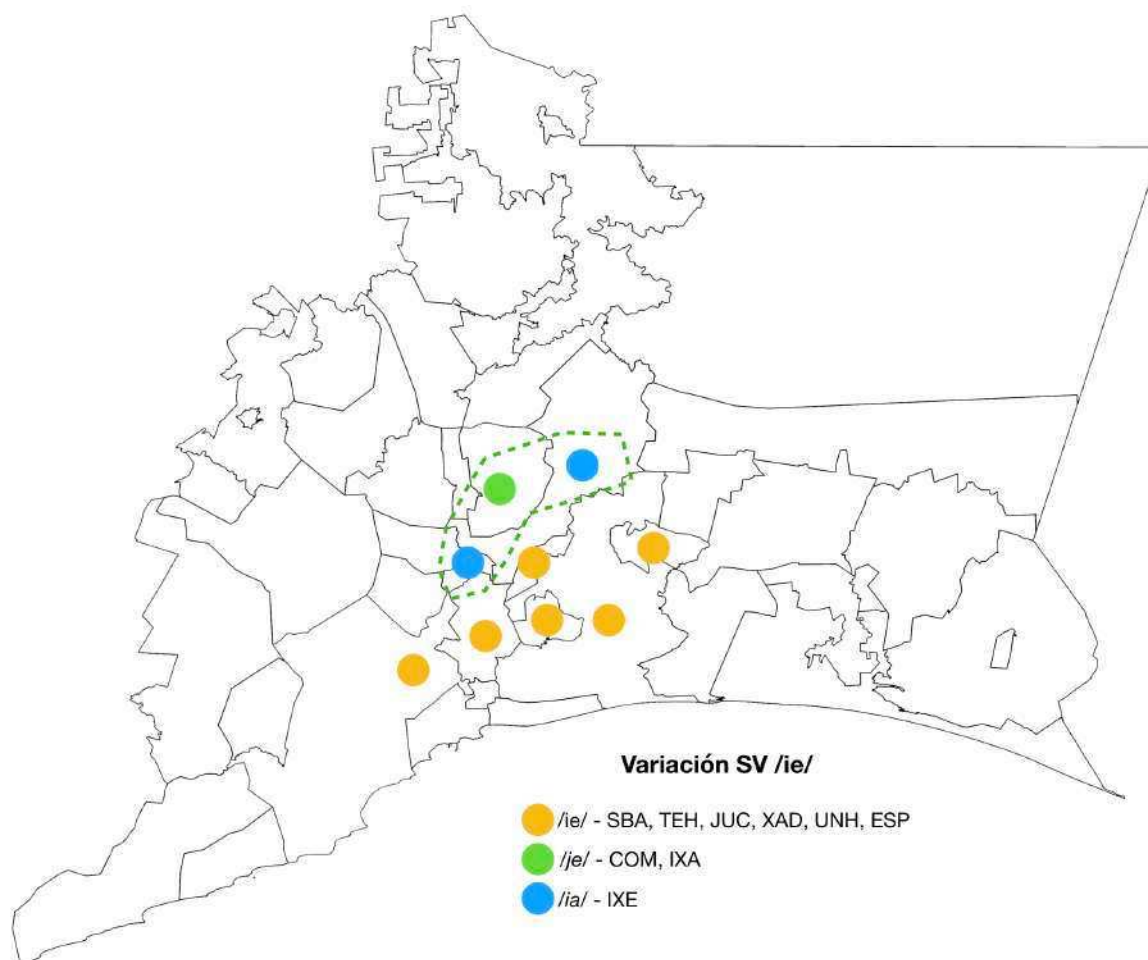 Variación SV /ie/
/ie/ - SBA, TEH, JUC, XAD, UNH, ESP
/je/ - COM, IXA
/ia/ - IXE